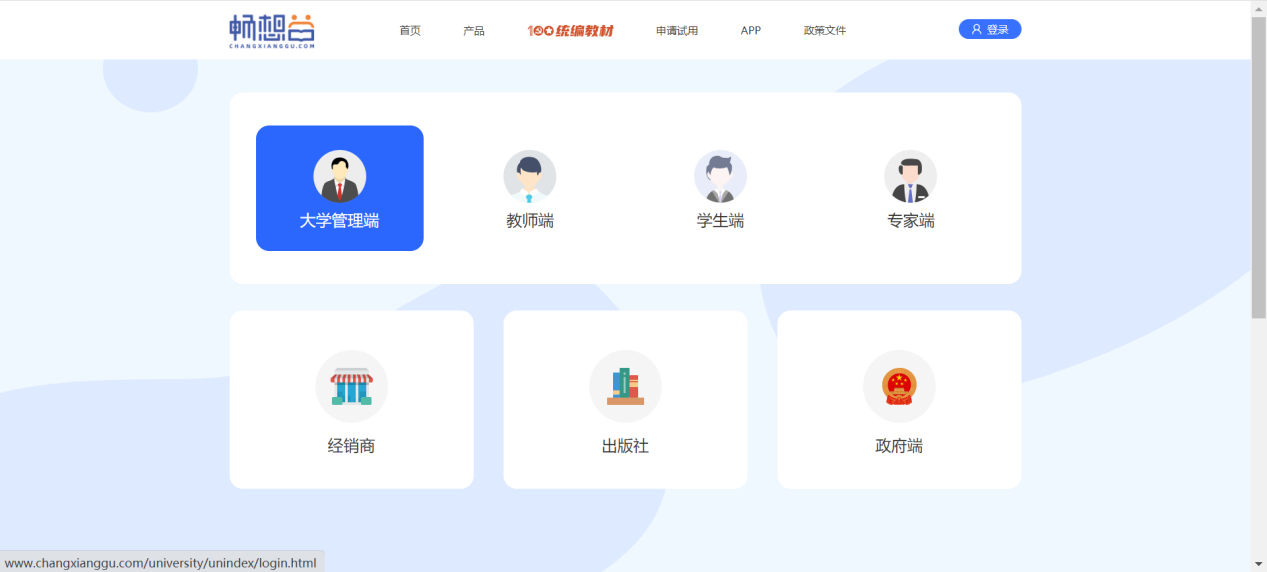 畅想谷
CHANGXIANGGU.COM
首页
产品
100统编教材
申请试用
APP
政策文件
登录
大学管理端
教师端
学生端
专家端
经销商
出版社
政府端
www.changxianggu.com/university/unindex/login.html